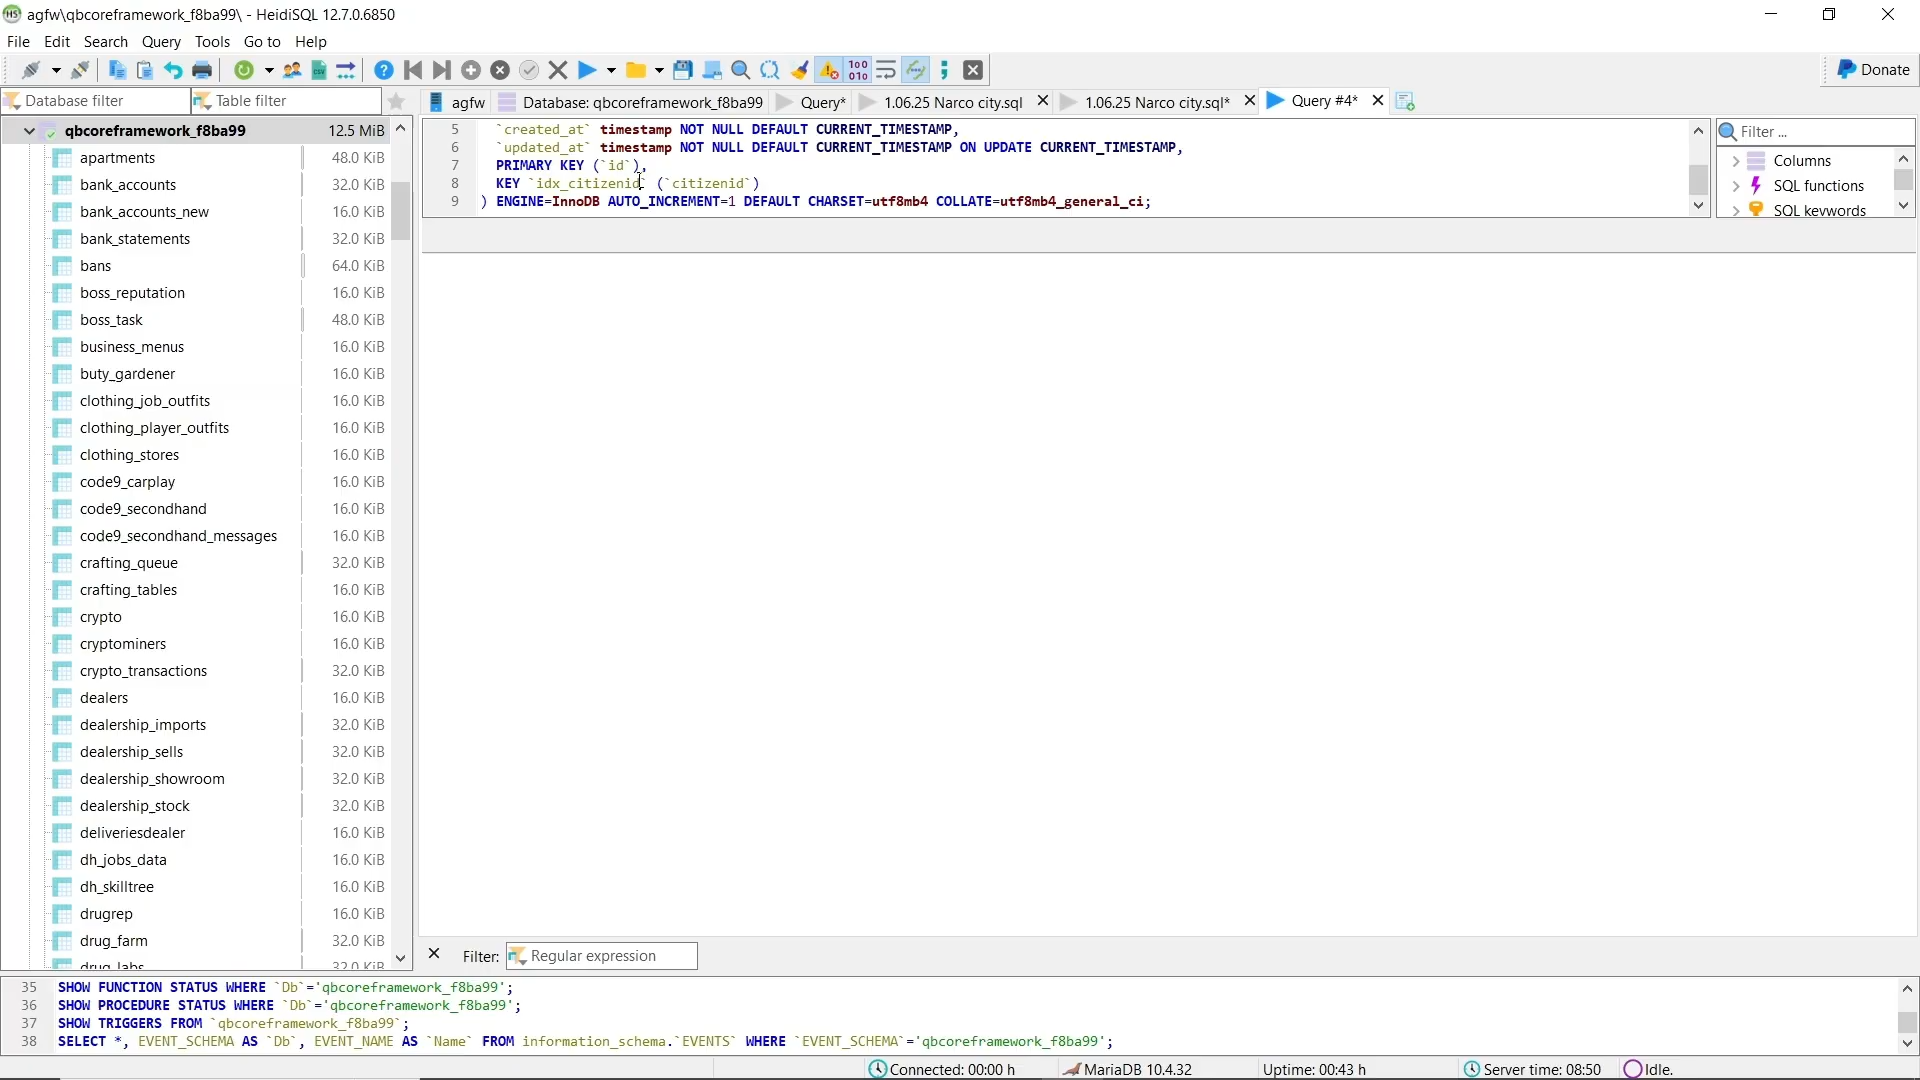 agfw\qbcoreframework_f8ba99\ - HeidiSQL 12.7.0.6850
File Edit Search Query Tools Go to Help
Donate
Database filter
Table filter
agfw
Database: qbcoreframework_f8ba99
Query*
1.06.25 Narco city.sql
1.06.25 Narco city.sql*
Query #4*
qbcoreframework_f8ba99 12.5 MiB
apartments 48.0 KiB
bank_accounts 32.0 KiB
bank_accounts_new 16.0 KiB
bank_statements 32.0 KiB
bans 64.0 KiB
boss_reputation 16.0 KiB
boss_task 48.0 KiB
business_menus 16.0 KiB
buty_gardener 16.0 KiB
clothing_job_outfits 16.0 KiB
clothing_player_outfits 16.0 KiB
clothing_stores 16.0 KiB
code9_carplay 16.0 KiB
code9_secondhand 16.0 KiB
code9_secondhand_messages 16.0 KiB
crafting_queue 32.0 KiB
crafting_tables 16.0 KiB
crypto 16.0 KiB
cryptominers 16.0 KiB
crypto_transactions 32.0 KiB
dealers 16.0 KiB
dealership_imports 32.0 KiB
dealership_sells 32.0 KiB
dealership_showroom 32.0 KiB
dealership_stock 32.0 KiB
deliveriesdealer 16.0 KiB
dh_jobs_data 16.0 KiB
dh_skilltree 16.0 KiB
drugrep 16.0 KiB
drug_farm 32.0 KiB
drug_labs 32.0 KiB
5 `created_at` timestamp NOT NULL DEFAULT CURRENT_TIMESTAMP,
6 `updated_at` timestamp NOT NULL DEFAULT CURRENT_TIMESTAMP ON UPDATE CURRENT_TIMESTAMP,
7 PRIMARY KEY (`id`),
8 KEY `idx_citizenid` (`citizenid`)
9 ) ENGINE=InnoDB AUTO_INCREMENT=1 DEFAULT CHARSET=utf8mb4 COLLATE=utf8mb4_general_ci;
Filter ...
Columns
SQL functions
SQL keywords
Filter: Regular expression
35 SHOW FUNCTION STATUS WHERE `Db`='qbcoreframework_f8ba99';
36 SHOW PROCEDURE STATUS WHERE `Db`='qbcoreframework_f8ba99';
37 SHOW TRIGGERS FROM `qbcoreframework_f8ba99`;
38 SELECT *, EVENT_SCHEMA AS `Db`, EVENT_NAME AS `Name` FROM information_schema.`EVENTS` WHERE `EVENT_SCHEMA`='qbcoreframework_f8ba99';
Connected: 00:00 h
MariaDB 10.4.32
Uptime: 00:43 h
Server time: 08:50
Idle.